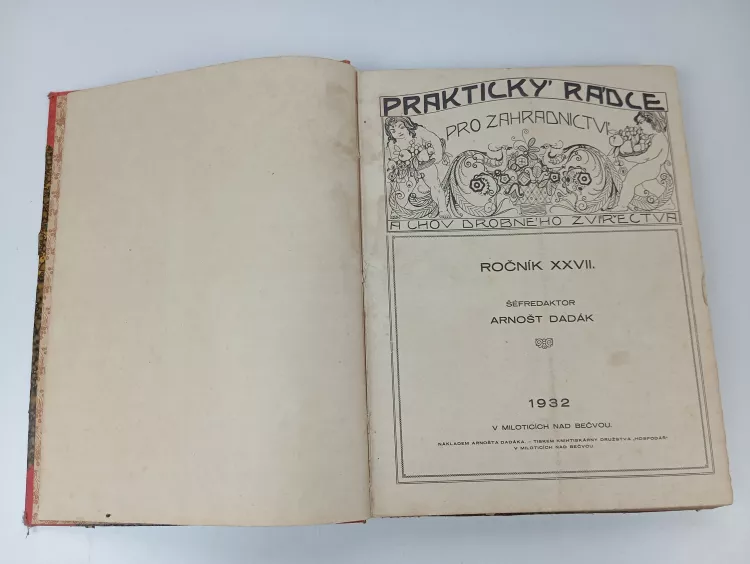 PRAKTICKÝ RÁDCE
PRO ZAHRADNICTVÍ
A CHOV DROBNÉHO ZVÍŘECTVA
ROČNÍK XXVII.
ŠÉFREDAKTOR
ARNOŠT DADÁK
1932
V MILOTICÍCH NAD BEČVOU.
NÁKLADEM ARNOŠTA DADÁKA. – TISKEM KNIHTISKÁRNY DRUŽSTVA „HOSPODÁŘ“
V MILOTICÍCH NAD BEČVOU.